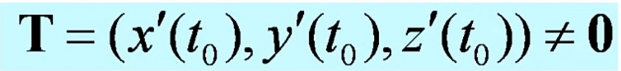 T = (x′(t₀), y′(t₀), z′(t₀)) ≠ 0